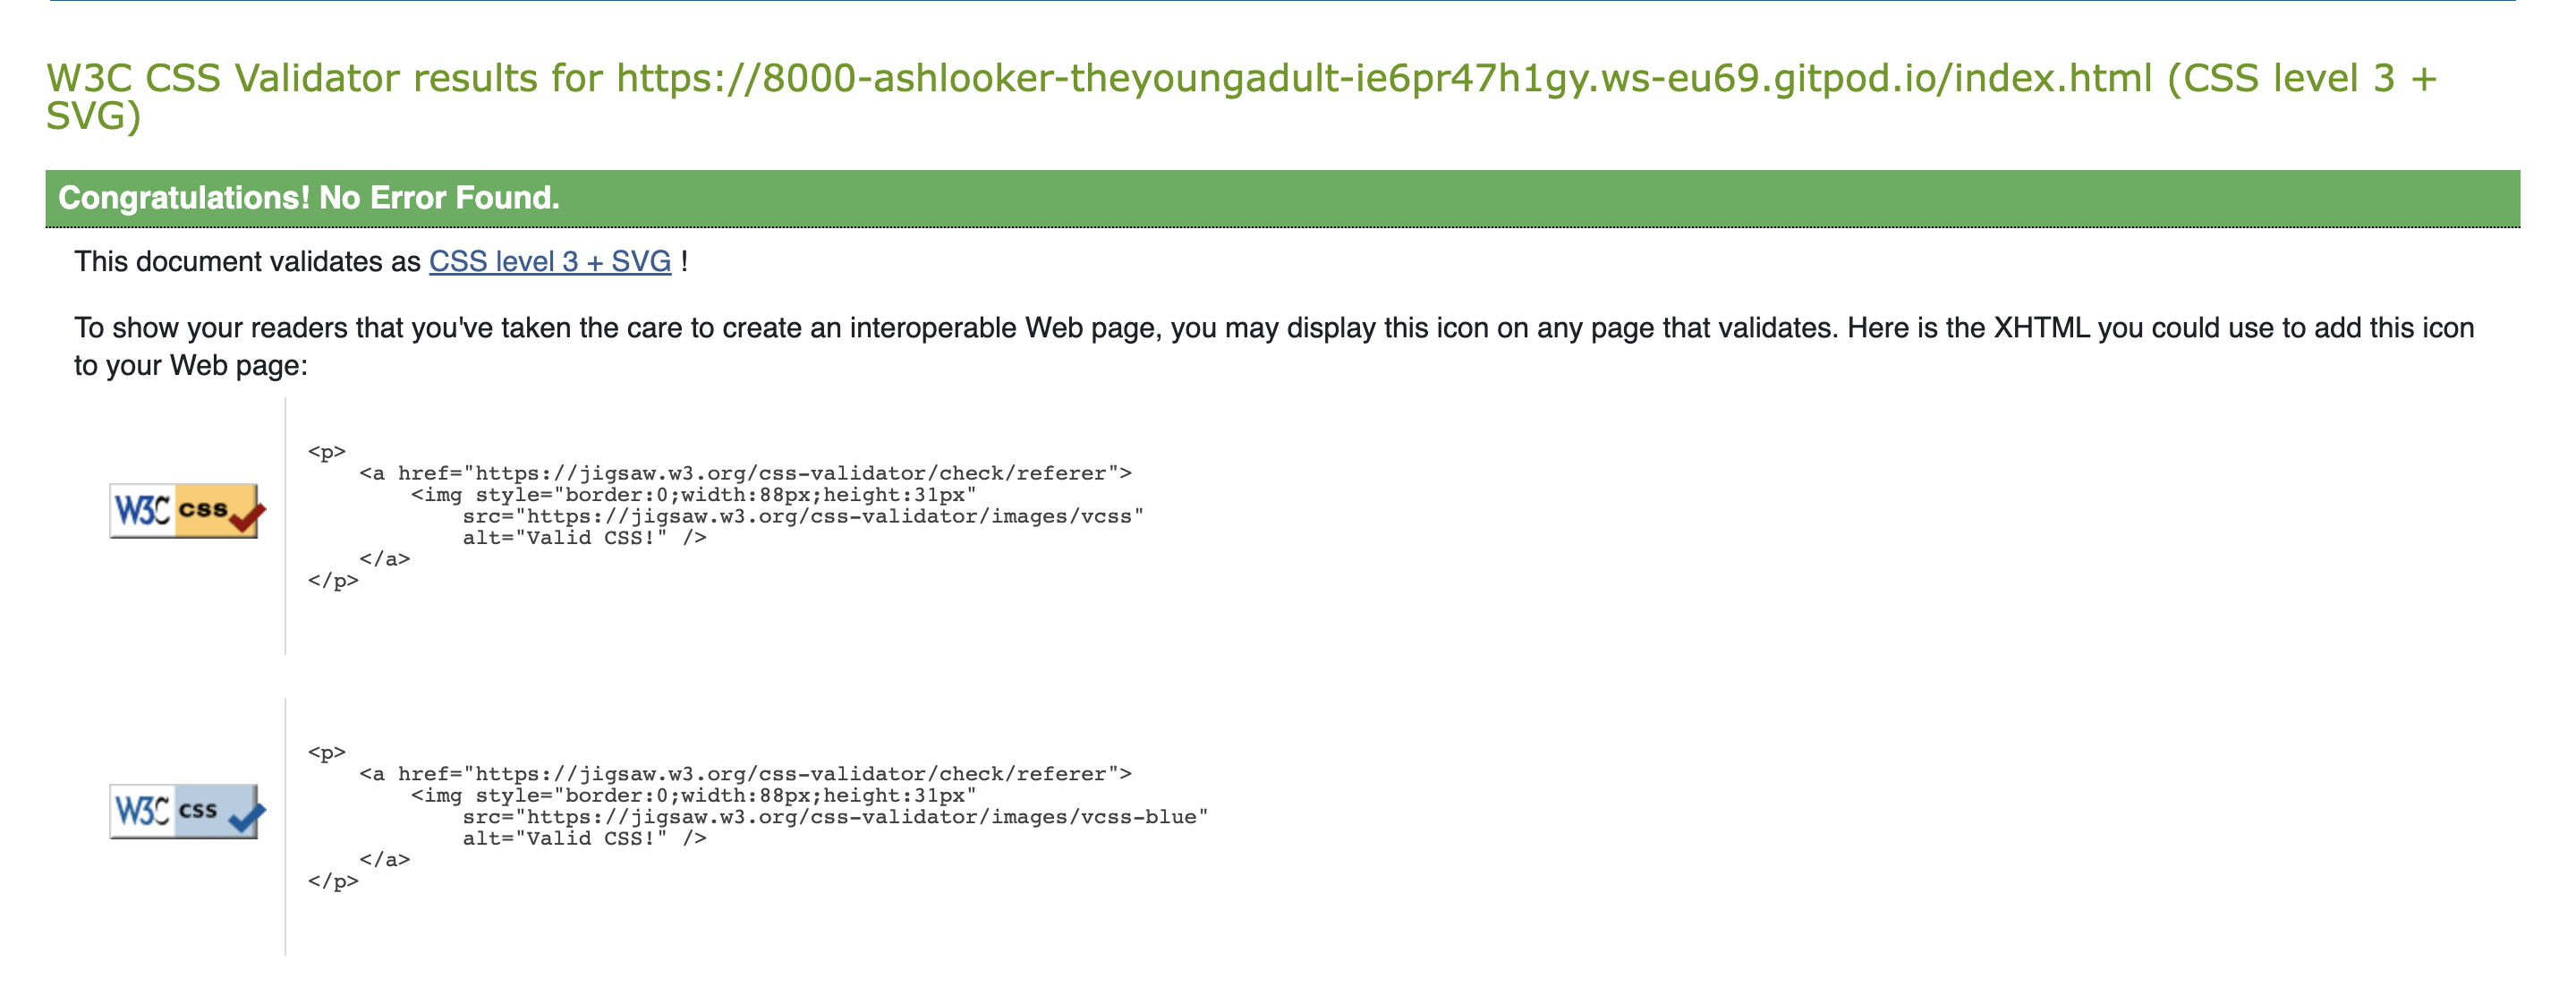 W3C CSS Validator results for https://8000-ashlooker-theyoungadult-ie6pr47h1gy.ws-eu69.gitpod.io/index.html (CSS level 3 +
SVG)
Congratulations! No Error Found.
This document validates as CSS level 3 + SVG !
To show your readers that you've taken the care to create an interoperable Web page, you may display this icon on any page that validates. Here is the XHTML you could use to add this icon
to your Web page:
W3C css
<p>
    <a href="https://jigsaw.w3.org/css-validator/check/referer">
        <img style="border:0;width:88px;height:31px"
            src="https://jigsaw.w3.org/css-validator/images/vcss"
            alt="Valid CSS!" />
    </a>
</p>
W3C css
<p>
    <a href="https://jigsaw.w3.org/css-validator/check/referer">
        <img style="border:0;width:88px;height:31px"
            src="https://jigsaw.w3.org/css-validator/images/vcss-blue"
            alt="Valid CSS!" />
    </a>
</p>